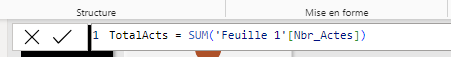 Structure
Mise en forme
1 TotalActs = SUM('Feuille 1'[Nbr_Actes])